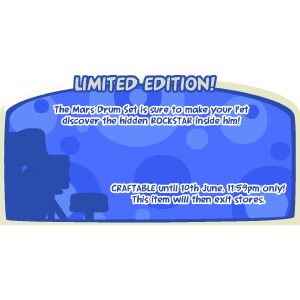 LIMITED EDITION!
The Mars Drum Set is sure to make your Pet
discover the hidden ROCKSTAR inside him!
CRAFTABLE until 10th June, 11:59pm only!
This item will then exit stores.